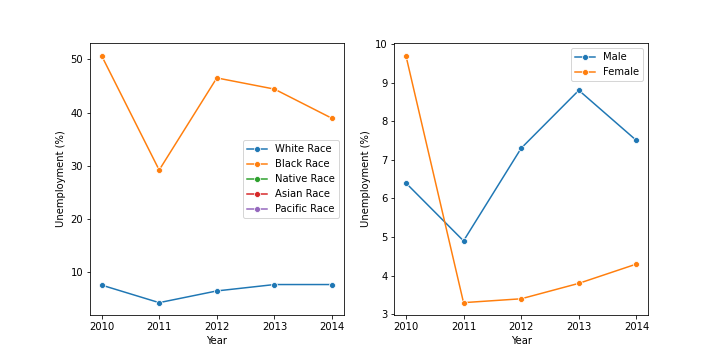 50
40
30
20
10
Unemployment (%)
2010 2011 2012 2013 2014
Year
White Race
Black Race
Native Race
Asian Race
Pacific Race
10
9
8
7
6
5
4
3
Unemployment (%)
2010 2011 2012 2013 2014
Year
Male
Female